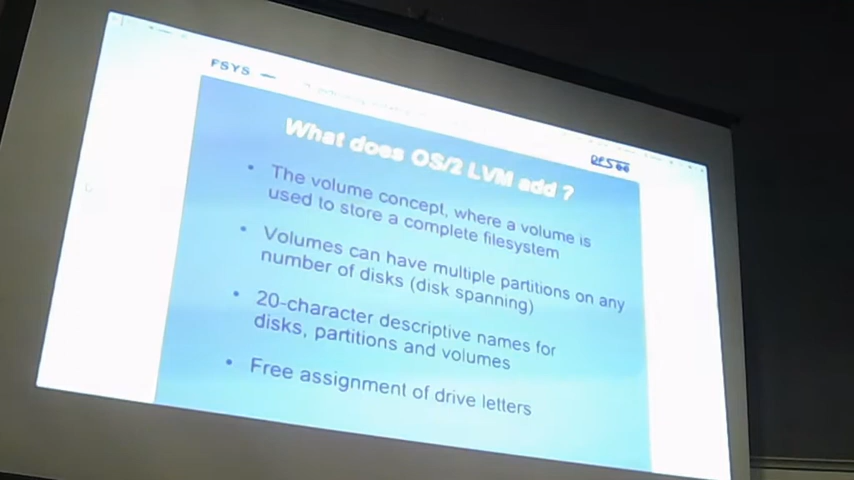 FSYS
DFSee
What does OS/2 LVM add ?
• The volume concept, where a volume is
used to store a complete filesystem
• Volumes can have multiple partitions on any
number of disks (disk spanning)
• 20-character descriptive names for
disks, partitions and volumes
• Free assignment of drive letters